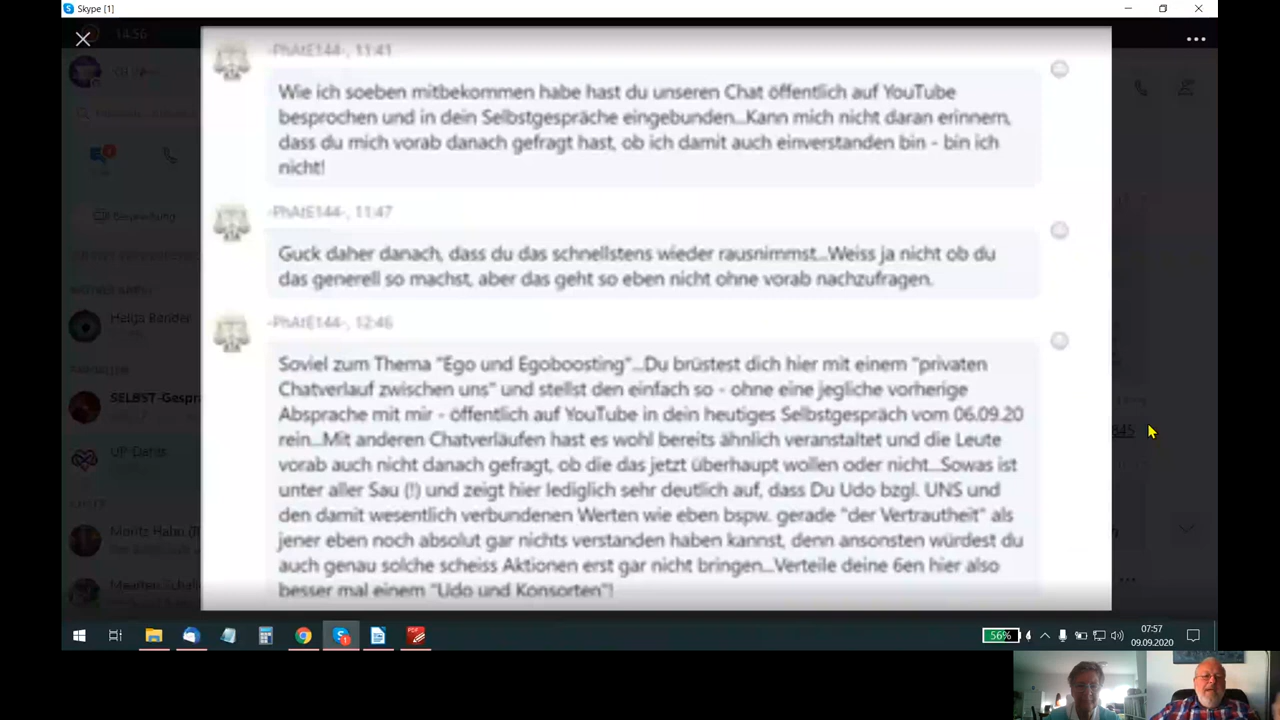 Skype [1]
14:56
-PhAtE144-, 11:41
Wie ich soeben mitbekommen habe hast du unseren Chat öffentlich auf YouTube
besprochen und in dein Selbstgespräche eingebunden...Kann mich nicht daran erinnern,
dass du mich vorab danach gefragt hast, ob ich damit auch einverstanden bin - bin ich
nicht!
-PhAtE144-, 11:47
Guck daher danach, dass du das schnellstens wieder rausnimmst...Weiss ja nicht ob du
das generell so machst, aber das geht so eben nicht ohne vorab nachzufragen.
-PhAtE144-, 12:46
Soviel zum Thema "Ego und Egoboosting"...Du brüstest dich hier mit einem "privaten
Chatverlauf zwischen uns" und stellst den einfach so - ohne eine jegliche vorherige
Absprache mit mir - öffentlich auf YouTube in dein heutiges Selbstgespräch vom 06.09.20
rein...Mit anderen Chatverläufen hast es wohl bereits ähnlich veranstaltet und die Leute
vorab auch nicht danach gefragt, ob die das jetzt überhaupt wollen oder nicht...Sowas ist
unter aller Sau (!) und zeigt hier lediglich sehr deutlich auf, dass Du Udo bzgl. UNS und
den damit wesentlich verbundenen Werten wie eben bspw. gerade "der Vertrautheit" als
jener eben noch absolut gar nichts verstanden haben kannst, denn ansonsten würdest du
auch genau solche scheiss Aktionen erst gar nicht bringen...Verteile deine 6en hier also
besser mal einem "Udo und Konsorten"!
Besprechung
Helga Bender
SELBST-Gespr
UP-Dates
Moritz Hahn (R
845
56%
07:57
09.09.2020